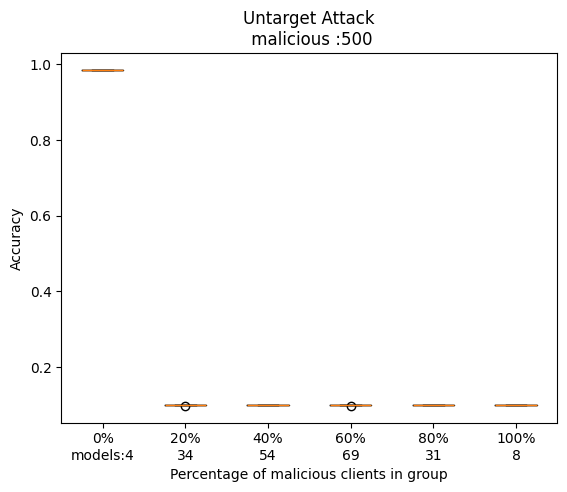 Untarget Attack
malicious :500
1.0
0.8
0.6
0.4
0.2
Accuracy
0% 20% 40% 60% 80% 100%
models:4 34 54 69 31 8
Percentage of malicious clients in group